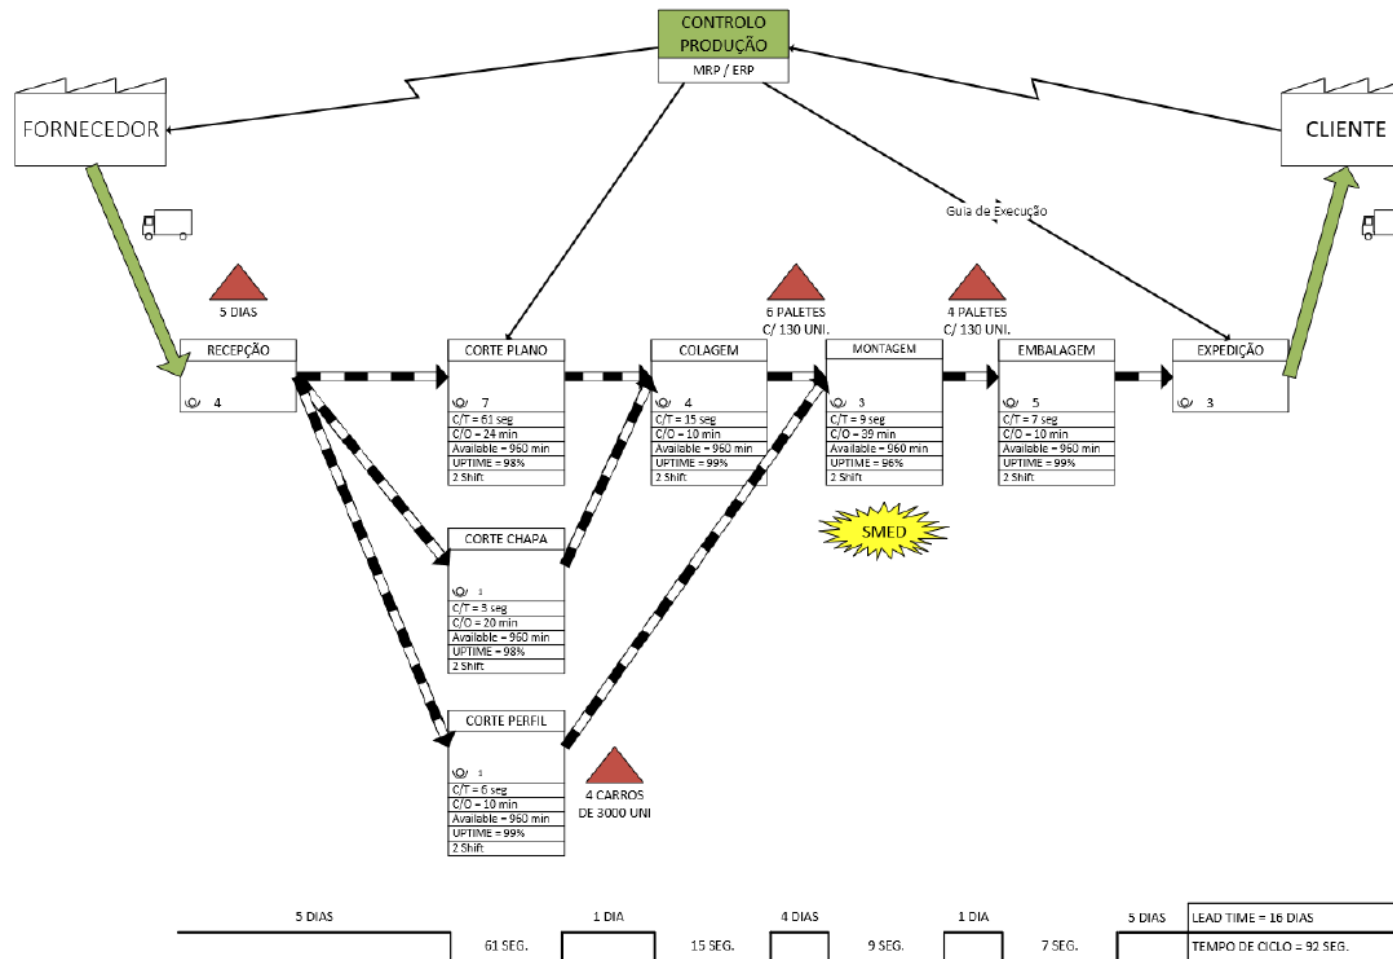 CONTROLO
PRODUÇÃO
MRP / ERP
FORNECEDOR
CLIENTE
Guia de Execução
5 DIAS
6 PALETES
C/ 130 UNI.
4 PALETES
C/ 130 UNI.
RECEPÇÃO
4
CORTE PLANO
7
C/T = 61 seg
C/O = 24 min
Available = 960 min
UPTIME = 98%
2 Shift
COLAGEM
4
C/T = 15 seg
C/O = 10 min
Available = 960 min
UPTIME = 99%
2 Shift
MONTAGEM
3
C/T = 9 seg
C/O = 39 min
Available = 960 min
UPTIME = 96%
2 Shift
EMBALAGEM
5
C/T = 7 seg
C/O = 10 min
Available = 960 min
UPTIME = 99%
2 Shift
EXPEDIÇÃO
3
SMED
CORTE CHAPA
1
C/T = 3 seg
C/O = 20 min
Available = 960 min
UPTIME = 98%
2 Shift
CORTE PERFIL
1
C/T = 6 seg
C/O = 10 min
Available = 960 min
UPTIME = 99%
2 Shift
4 CARROS
DE 3000 UNI
5 DIAS 1 DIA 4 DIAS 1 DIA 5 DIAS LEAD TIME = 16 DIAS
61 SEG. 15 SEG. 9 SEG. 7 SEG. TEMPO DE CICLO = 92 SEG.